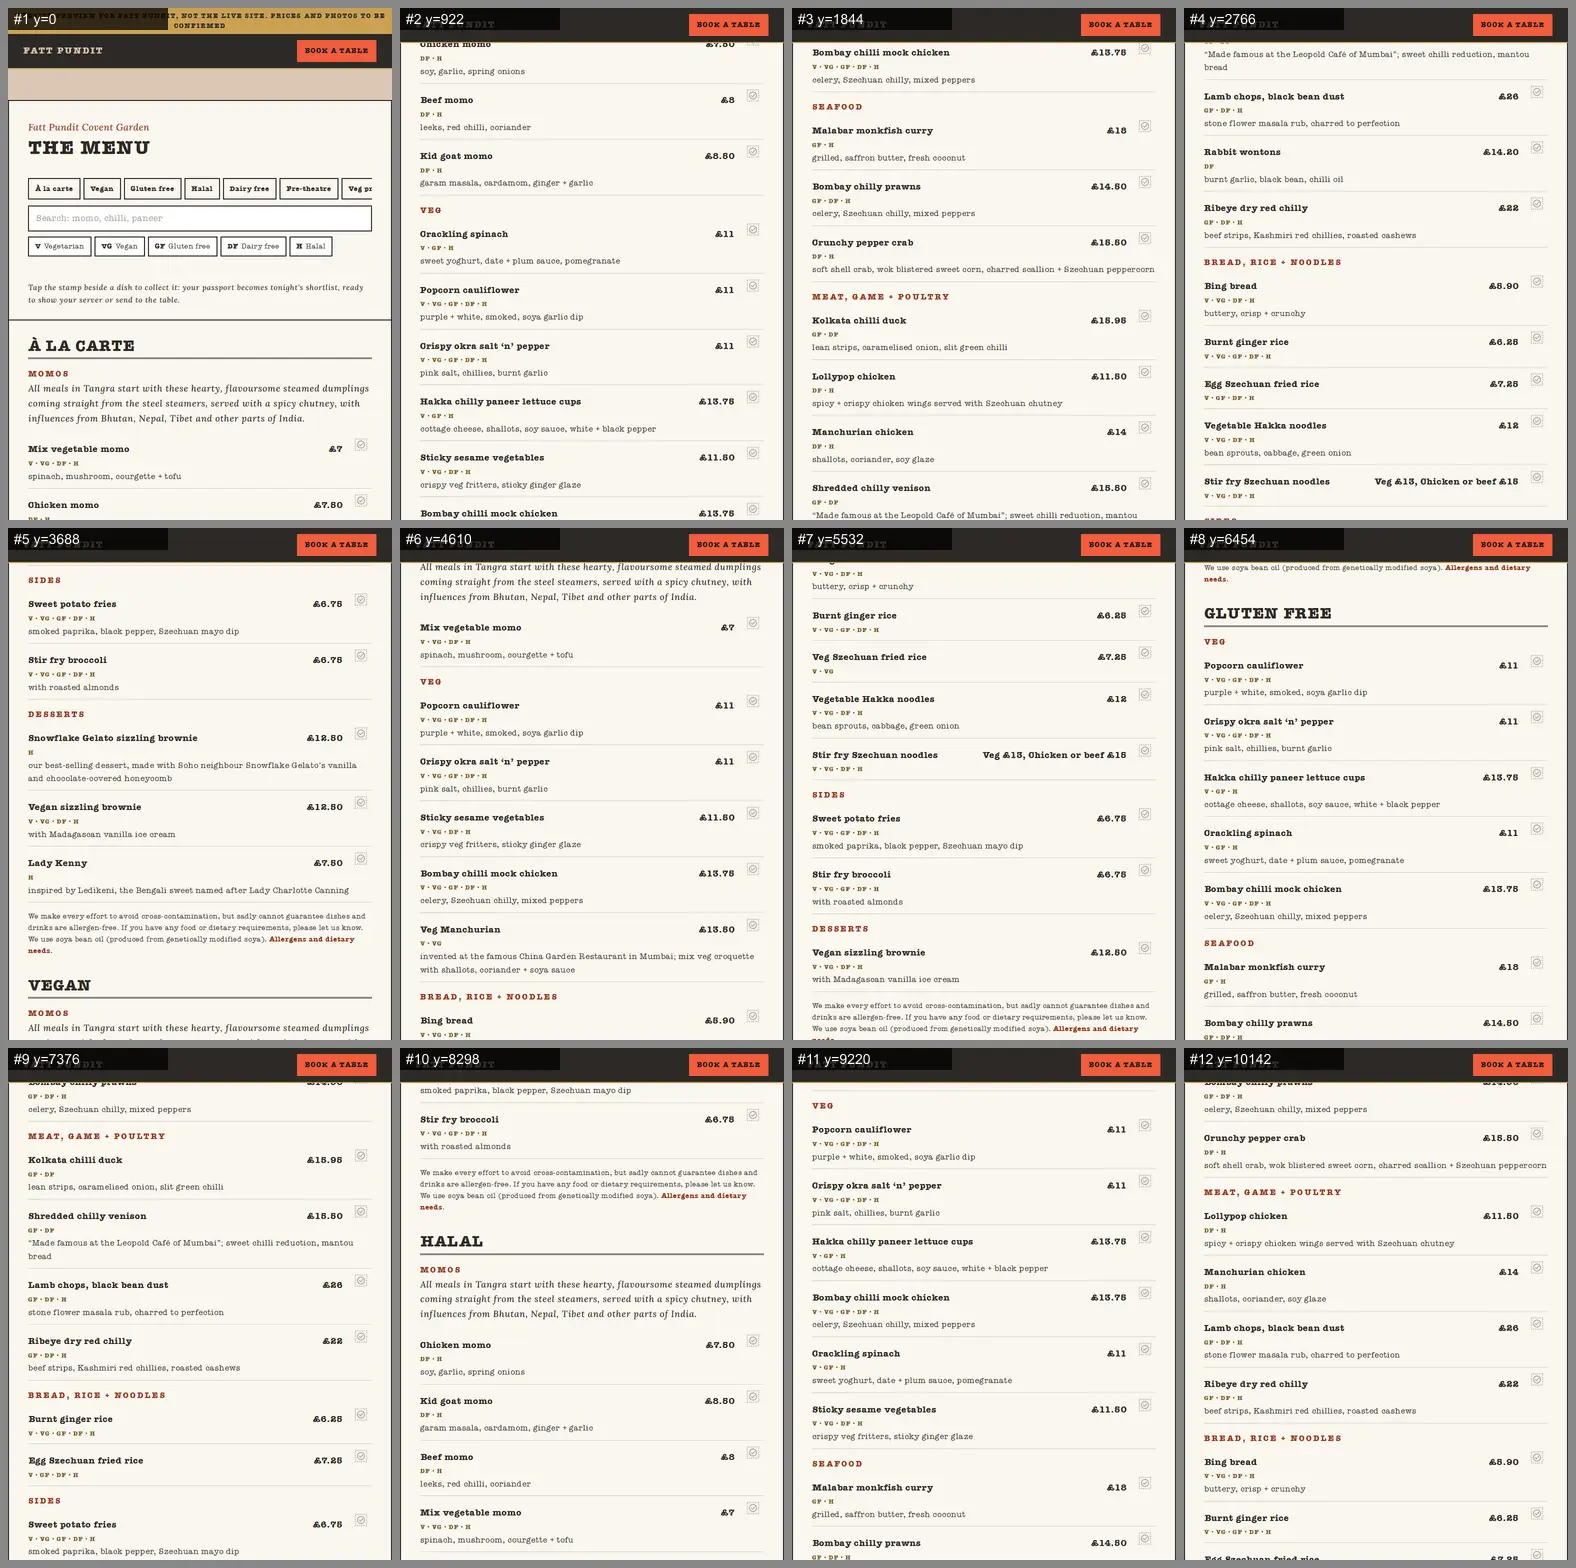 #1 y=0
PREVIEW FOR FATT PUNDIT, NOT THE LIVE SITE. PRICES AND PHOTOS TO BE
CONFIRMED
FATT PUNDIT
BOOK A TABLE
Fatt Pundit Covent Garden
THE MENU
À la carte
Vegan
Gluten free
Halal
Dairy free
Pre-theatre
Veg pr
Search: momo, chilli, paneer
V Vegetarian
VG Vegan
GF Gluten free
DF Dairy free
H Halal
Tap the stamp beside a dish to collect it: your passport becomes tonight's shortlist, ready
to show your server or send to the table.
À LA CARTE
MOMOS
All meals in Tangra start with these hearty, flavoursome steamed dumplings
coming straight from the steel steamers, served with a spicy chutney, with
influences from Bhutan, Nepal, Tibet and other parts of India.
Mix vegetable momo £7
V · VG · DF · H
spinach, mushroom, courgette + tofu
Chicken momo £7.50
DF · H
#2 y=922
BOOK A TABLE
Chicken momo £7.50
DF · H
soy, garlic, spring onions
Beef momo £8
DF · H
leeks, red chilli, coriander
Kid goat momo £8.50
DF · H
garam masala, cardamom, ginger + garlic
VEG
Crackling spinach £11
V · GF · H
sweet yoghurt, date + plum sauce, pomegranate
Popcorn cauliflower £11
V · VG · GF · DF · H
purple + white, smoked, soya garlic dip
Crispy okra salt ‘n’ pepper £11
V · VG · GF · DF · H
pink salt, chillies, burnt garlic
Hakka chilly paneer lettuce cups £13.75
V · GF · H
cottage cheese, shallots, soy sauce, white + black pepper
Sticky sesame vegetables £11.50
V · VG · DF · H
crispy veg fritters, sticky ginger glaze
Bombay chilli mock chicken £13.75
#3 y=1844
BOOK A TABLE
Bombay chilli mock chicken £13.75
V · VG · GF · DF · H
celery, Szechuan chilly, mixed peppers
SEAFOOD
Malabar monkfish curry £18
GF · H
grilled, saffron butter, fresh coconut
Bombay chilly prawns £14.50
GF · DF · H
celery, Szechuan chilly, mixed peppers
Crunchy pepper crab £15.50
DF · H
soft shell crab, wok blistered sweet corn, charred scallion + Szechuan peppercorn
MEAT, GAME + POULTRY
Kolkata chilli duck £15.95
GF · DF
lean strips, caramelised onion, slit green chilli
Lollypop chicken £11.50
DF · H
spicy + crispy chicken wings served with Szechuan chutney
Manchurian chicken £14
DF · H
shallots, coriander, soy glaze
Shredded chilly venison £15.50
GF · DF
“Made famous at the Leopold Café of Mumbai”; sweet chilli reduction, mantou
#4 y=2766
BOOK A TABLE
“Made famous at the Leopold Café of Mumbai”; sweet chilli reduction, mantou
bread
Lamb chops, black bean dust £26
GF · DF · H
stone flower masala rub, charred to perfection
Rabbit wontons £14.20
DF
burnt garlic, black bean, chilli oil
Ribeye dry red chilly £22
GF · DF · H
beef strips, Kashmiri red chillies, roasted cashews
BREAD, RICE + NOODLES
Bing bread £5.90
V · VG · DF · H
buttery, crisp + crunchy
Burnt ginger rice £6.25
V · VG · GF · DF · H
Egg Szechuan fried rice £7.25
V · GF · DF · H
Vegetable Hakka noodles £12
V · VG · DF · H
bean sprouts, cabbage, green onion
Stir fry Szechuan noodles Veg £13, Chicken or beef £15
V · VG · DF · H
SIDES
#5 y=3688
BOOK A TABLE
SIDES
Sweet potato fries £6.75
V · VG · GF · DF · H
smoked paprika, black pepper, Szechuan mayo dip
Stir fry broccoli £6.75
V · VG · GF · DF · H
with roasted almonds
DESSERTS
Snowflake Gelato sizzling brownie £12.50
H
our best-selling dessert, made with Soho neighbour Snowflake Gelato's vanilla
and chocolate-covered honeycomb
Vegan sizzling brownie £12.50
V · VG · DF · H
with Madagascan vanilla ice cream
Lady Kenny £7.50
H
inspired by Ledikeni, the Bengali sweet named after Lady Charlotte Canning
We make every effort to avoid cross-contamination, but sadly cannot guarantee dishes and
drinks are allergen-free. If you have any food or dietary requirements, please let us know.
We use soya bean oil (produced from genetically modified soya). Allergens and dietary
needs.
VEGAN
MOMOS
All meals in Tangra start with these hearty, flavoursome steamed dumplings
#6 y=4610
BOOK A TABLE
All meals in Tangra start with these hearty, flavoursome steamed dumplings
coming straight from the steel steamers, served with a spicy chutney, with
influences from Bhutan, Nepal, Tibet and other parts of India.
Mix vegetable momo £7
V · VG · DF · H
spinach, mushroom, courgette + tofu
VEG
Popcorn cauliflower £11
V · VG · GF · DF · H
purple + white, smoked, soya garlic dip
Crispy okra salt ‘n’ pepper £11
V · VG · GF · DF · H
pink salt, chillies, burnt garlic
Sticky sesame vegetables £11.50
V · VG · DF · H
crispy veg fritters, sticky ginger glaze
Bombay chilli mock chicken £13.75
V · VG · GF · DF · H
celery, Szechuan chilly, mixed peppers
Veg Manchurian £13.50
V · VG
invented at the famous China Garden Restaurant in Mumbai; mix veg croquette
with shallots, coriander + soya sauce
BREAD, RICE + NOODLES
Bing bread £5.90
V · VG · DF · H
#7 y=5532
BOOK A TABLE
V · VG · DF · H
buttery, crisp + crunchy
Burnt ginger rice £6.25
V · VG · GF · DF · H
Veg Szechuan fried rice £7.25
V · VG
Vegetable Hakka noodles £12
V · VG · DF · H
bean sprouts, cabbage, green onion
Stir fry Szechuan noodles Veg £13, Chicken or beef £15
V · VG · DF · H
SIDES
Sweet potato fries £6.75
V · VG · GF · DF · H
smoked paprika, black pepper, Szechuan mayo dip
Stir fry broccoli £6.75
V · VG · GF · DF · H
with roasted almonds
DESSERTS
Vegan sizzling brownie £12.50
V · VG · DF · H
with Madagascan vanilla ice cream
We make every effort to avoid cross-contamination, but sadly cannot guarantee dishes and
drinks are allergen-free. If you have any food or dietary requirements, please let us know.
We use soya bean oil (produced from genetically modified soya). Allergens and dietary
needs.
#8 y=6454
BOOK A TABLE
We use soya bean oil (produced from genetically modified soya). Allergens and dietary
needs.
GLUTEN FREE
VEG
Popcorn cauliflower £11
V · VG · GF · DF · H
purple + white, smoked, soya garlic dip
Crispy okra salt ‘n’ pepper £11
V · VG · GF · DF · H
pink salt, chillies, burnt garlic
Hakka chilly paneer lettuce cups £13.75
V · GF · H
cottage cheese, shallots, soy sauce, white + black pepper
Crackling spinach £11
V · GF · H
sweet yoghurt, date + plum sauce, pomegranate
Bombay chilli mock chicken £13.75
V · VG · GF · DF · H
celery, Szechuan chilly, mixed peppers
SEAFOOD
Malabar monkfish curry £18
GF · H
grilled, saffron butter, fresh coconut
Bombay chilly prawns £14.50
GF · DF · H
#9 y=7376
BOOK A TABLE
Bombay chilly prawns £14.50
GF · DF · H
celery, Szechuan chilly, mixed peppers
MEAT, GAME + POULTRY
Kolkata chilli duck £15.95
GF · DF
lean strips, caramelised onion, slit green chilli
Shredded chilly venison £15.50
GF · DF
“Made famous at the Leopold Café of Mumbai”; sweet chilli reduction, mantou
bread
Lamb chops, black bean dust £26
GF · DF · H
stone flower masala rub, charred to perfection
Ribeye dry red chilly £22
GF · DF · H
beef strips, Kashmiri red chillies, roasted cashews
BREAD, RICE + NOODLES
Burnt ginger rice £6.25
V · VG · GF · DF · H
Egg Szechuan fried rice £7.25
V · GF · DF · H
SIDES
Sweet potato fries £6.75
V · VG · GF · DF · H
smoked paprika, black pepper, Szechuan mayo dip
#10 y=8298
BOOK A TABLE
smoked paprika, black pepper, Szechuan mayo dip
Stir fry broccoli £6.75
V · VG · GF · DF · H
with roasted almonds
We make every effort to avoid cross-contamination, but sadly cannot guarantee dishes and
drinks are allergen-free. If you have any food or dietary requirements, please let us know.
We use soya bean oil (produced from genetically modified soya). Allergens and dietary
needs.
HALAL
MOMOS
All meals in Tangra start with these hearty, flavoursome steamed dumplings
coming straight from the steel steamers, served with a spicy chutney, with
influences from Bhutan, Nepal, Tibet and other parts of India.
Chicken momo £7.50
DF · H
soy, garlic, spring onions
Kid goat momo £8.50
DF · H
garam masala, cardamom, ginger + garlic
Beef momo £8
DF · H
leeks, red chilli, coriander
Mix vegetable momo £7
V · VG · DF · H
spinach, mushroom, courgette + tofu
#11 y=9220
BOOK A TABLE
VEG
Popcorn cauliflower £11
V · VG · GF · DF · H
purple + white, smoked, soya garlic dip
Crispy okra salt ‘n’ pepper £11
V · VG · GF · DF · H
pink salt, chillies, burnt garlic
Hakka chilly paneer lettuce cups £13.75
V · GF · H
cottage cheese, shallots, soy sauce, white + black pepper
Bombay chilli mock chicken £13.75
V · VG · GF · DF · H
celery, Szechuan chilly, mixed peppers
Crackling spinach £11
V · GF · H
sweet yoghurt, date + plum sauce, pomegranate
Sticky sesame vegetables £11.50
V · VG · DF · H
crispy veg fritters, sticky ginger glaze
SEAFOOD
Malabar monkfish curry £18
GF · H
grilled, saffron butter, fresh coconut
Bombay chilly prawns £14.50
GF · DF · H
#12 y=10142
BOOK A TABLE
Bombay chilly prawns £14.50
GF · DF · H
celery, Szechuan chilly, mixed peppers
Crunchy pepper crab £15.50
DF · H
soft shell crab, wok blistered sweet corn, charred scallion + Szechuan peppercorn
MEAT, GAME + POULTRY
Lollypop chicken £11.50
DF · H
spicy + crispy chicken wings served with Szechuan chutney
Manchurian chicken £14
DF · H
shallots, coriander, soy glaze
Lamb chops, black bean dust £26
GF · DF · H
stone flower masala rub, charred to perfection
Ribeye dry red chilly £22
GF · DF · H
beef strips, Kashmiri red chillies, roasted cashews
BREAD, RICE + NOODLES
Bing bread £5.90
V · VG · DF · H
buttery, crisp + crunchy
Burnt ginger rice £6.25
V · VG · GF · DF · H
Egg Szechuan fried rice £7.25